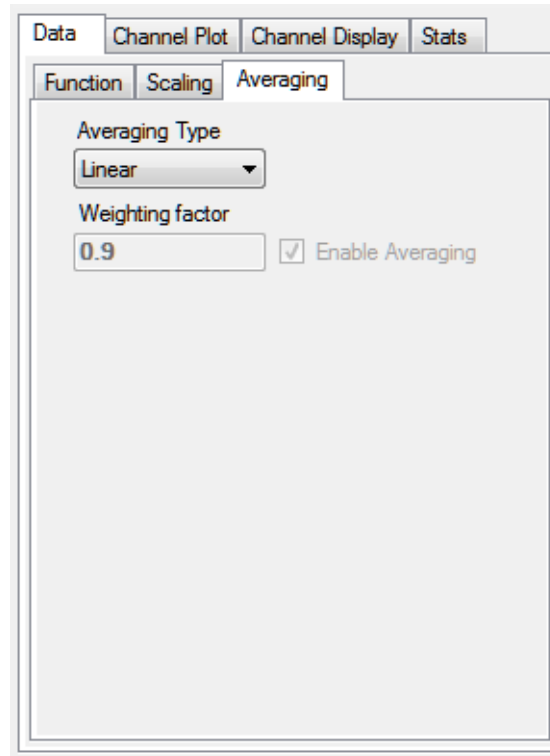 Data Channel Plot Channel Display Stats
Function Scaling Averaging
Averaging Type
Linear
Weighting factor
0.9 Enable Averaging